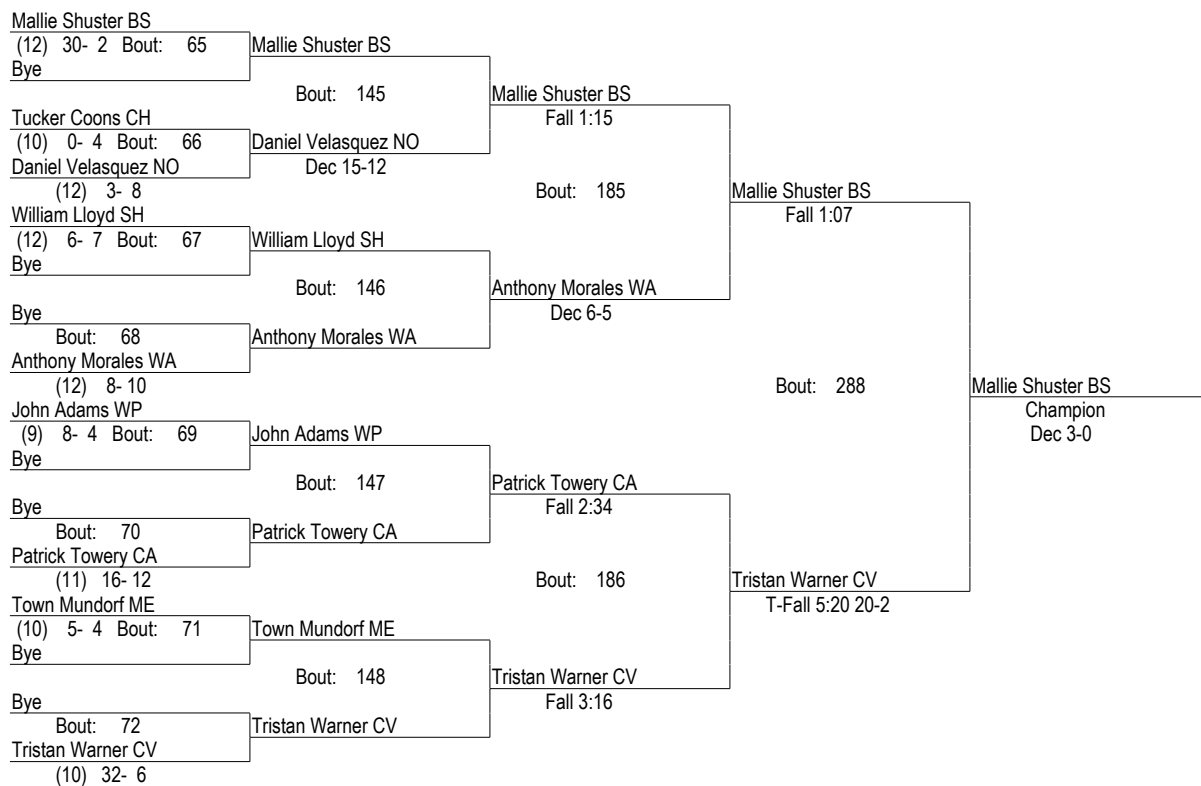 Mallie Shuster BS
(12) 30- 2 Bout: 65
Bye
Tucker Coons CH
(10) 0- 4 Bout: 66
Daniel Velasquez NO
(12) 3- 8
William Lloyd SH
(12) 6- 7 Bout: 67
Bye
Bye
Bout: 68
Anthony Morales WA
(12) 8- 10
John Adams WP
(9) 8- 4 Bout: 69
Bye
Bye
Bout: 70
Patrick Towery CA
(11) 16- 12
Town Mundorf ME
(10) 5- 4 Bout: 71
Bye
Bye
Bout: 72
Tristan Warner CV
(10) 32- 6
Mallie Shuster BS
Bout: 145
Daniel Velasquez NO
Dec 15-12
William Lloyd SH
Bout: 146
Anthony Morales WA
John Adams WP
Bout: 147
Patrick Towery CA
Town Mundorf ME
Bout: 148
Tristan Warner CV
Mallie Shuster BS
Fall 1:15
Bout: 185
Anthony Morales WA
Dec 6-5
Patrick Towery CA
Fall 2:34
Bout: 186
Tristan Warner CV
Fall 3:16
Mallie Shuster BS
Fall 1:07
Bout: 288
Tristan Warner CV
T-Fall 5:20 20-2
Mallie Shuster BS
Champion
Dec 3-0